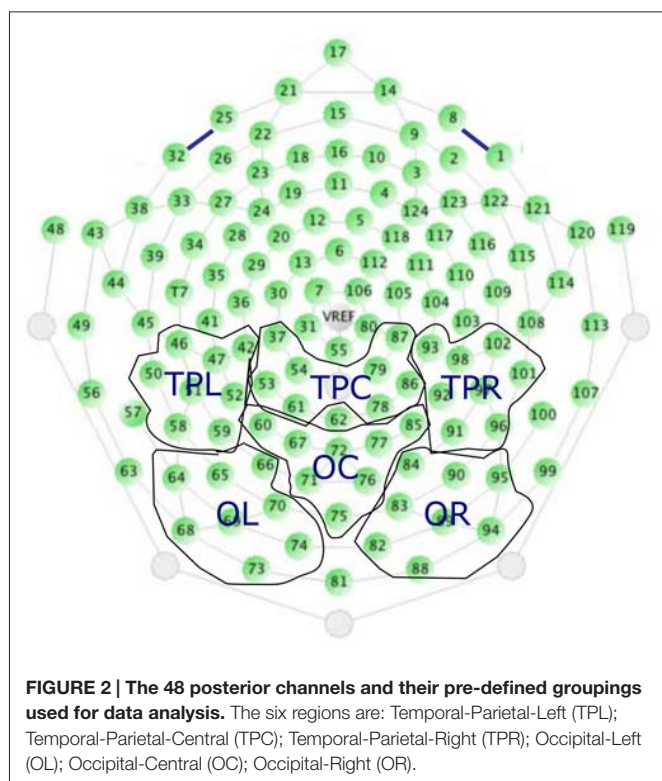 17
21 14
25 15 8
22 9
32 26 18 16 10 2 1
23 3
19 11 4
38 33 27 24 124 123 122 121
48 43 12 5 120 119
39 34 28 20 118 117 116 115
6
44 29 13 112 111 110 114
35
T7 36 30 7 106 105 104 109
VREF
49 45 41 37 31 80 87 103 108 113
46 47 42 55 93 98 102
50 54 79 101
TPL TPC TPR
56 52 53 86 92 107
57 61 78 100
58 59 60 62 85 91 96
67 72 77
63 64 65 66 OC 84 90 95 99
71 76
70 83
OL 75 OR
68 94
74 82
73 81 88
FIGURE 2 | The 48 posterior channels and their pre-defined groupings
used for data analysis. The six regions are: Temporal-Parietal-Left (TPL);
Temporal-Parietal-Central (TPC); Temporal-Parietal-Right (TPR); Occipital-Left
(OL); Occipital-Central (OC); Occipital-Right (OR).